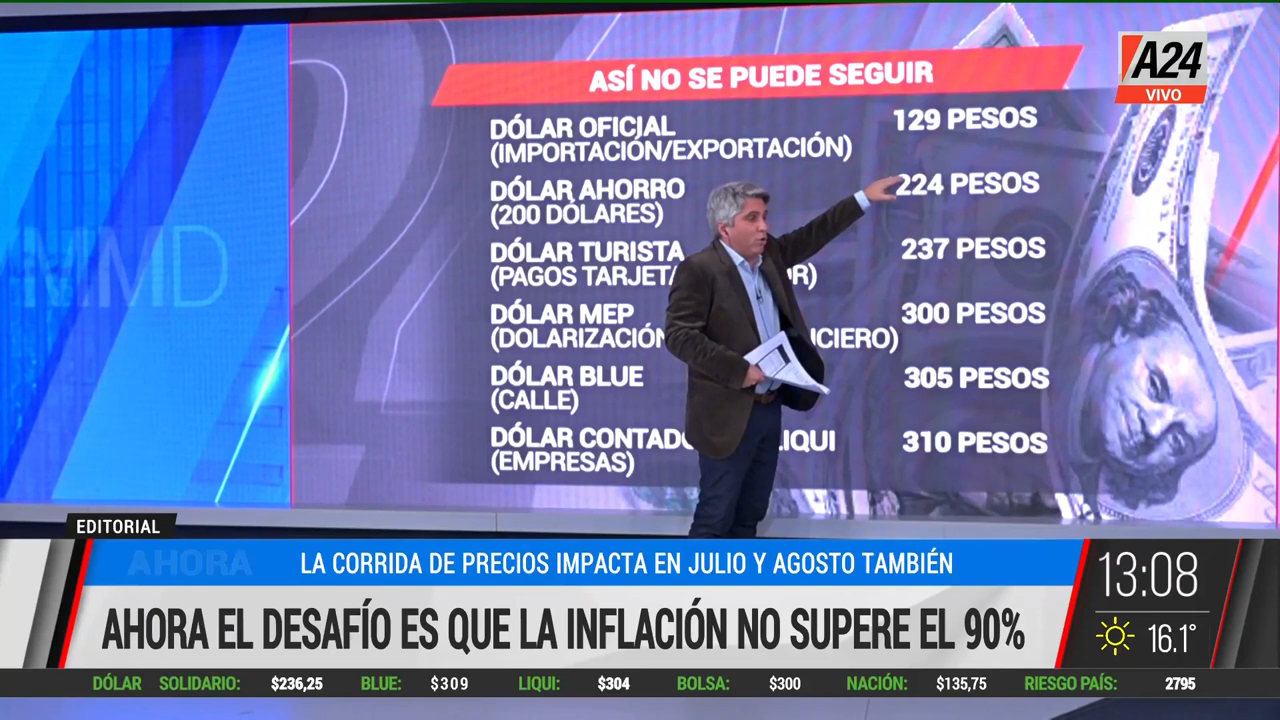 A24
VIVO
ASÍ NO SE PUEDE SEGUIR
DÓLAR OFICIAL
(IMPORTACIÓN/EXPORTACIÓN)
129 PESOS
DÓLAR AHORRO
(200 DÓLARES)
224 PESOS
DÓLAR TURISTA
(PAGOS
237 PESOS
DÓLAR MEP
300 PESOS
DÓLAR BLUE
(CALLE)
305 PESOS
DÓLAR
310 PESOS
(EMPRESAS)
MMD
EDITORIAL
AHORA
LA CORRIDA DE PRECIOS IMPACTA EN JULIO Y AGOSTO TAMBIÉN
AHORA EL DESAFÍO ES QUE LA INFLACIÓN NO SUPERE EL 90%
13:08
16.1°
DÓLAR SOLIDARIO: $236,25 BLUE: $309 LIQUI: $304 BOLSA: $300 NACIÓN: $135,75 RIESGO PAÍS: 2795